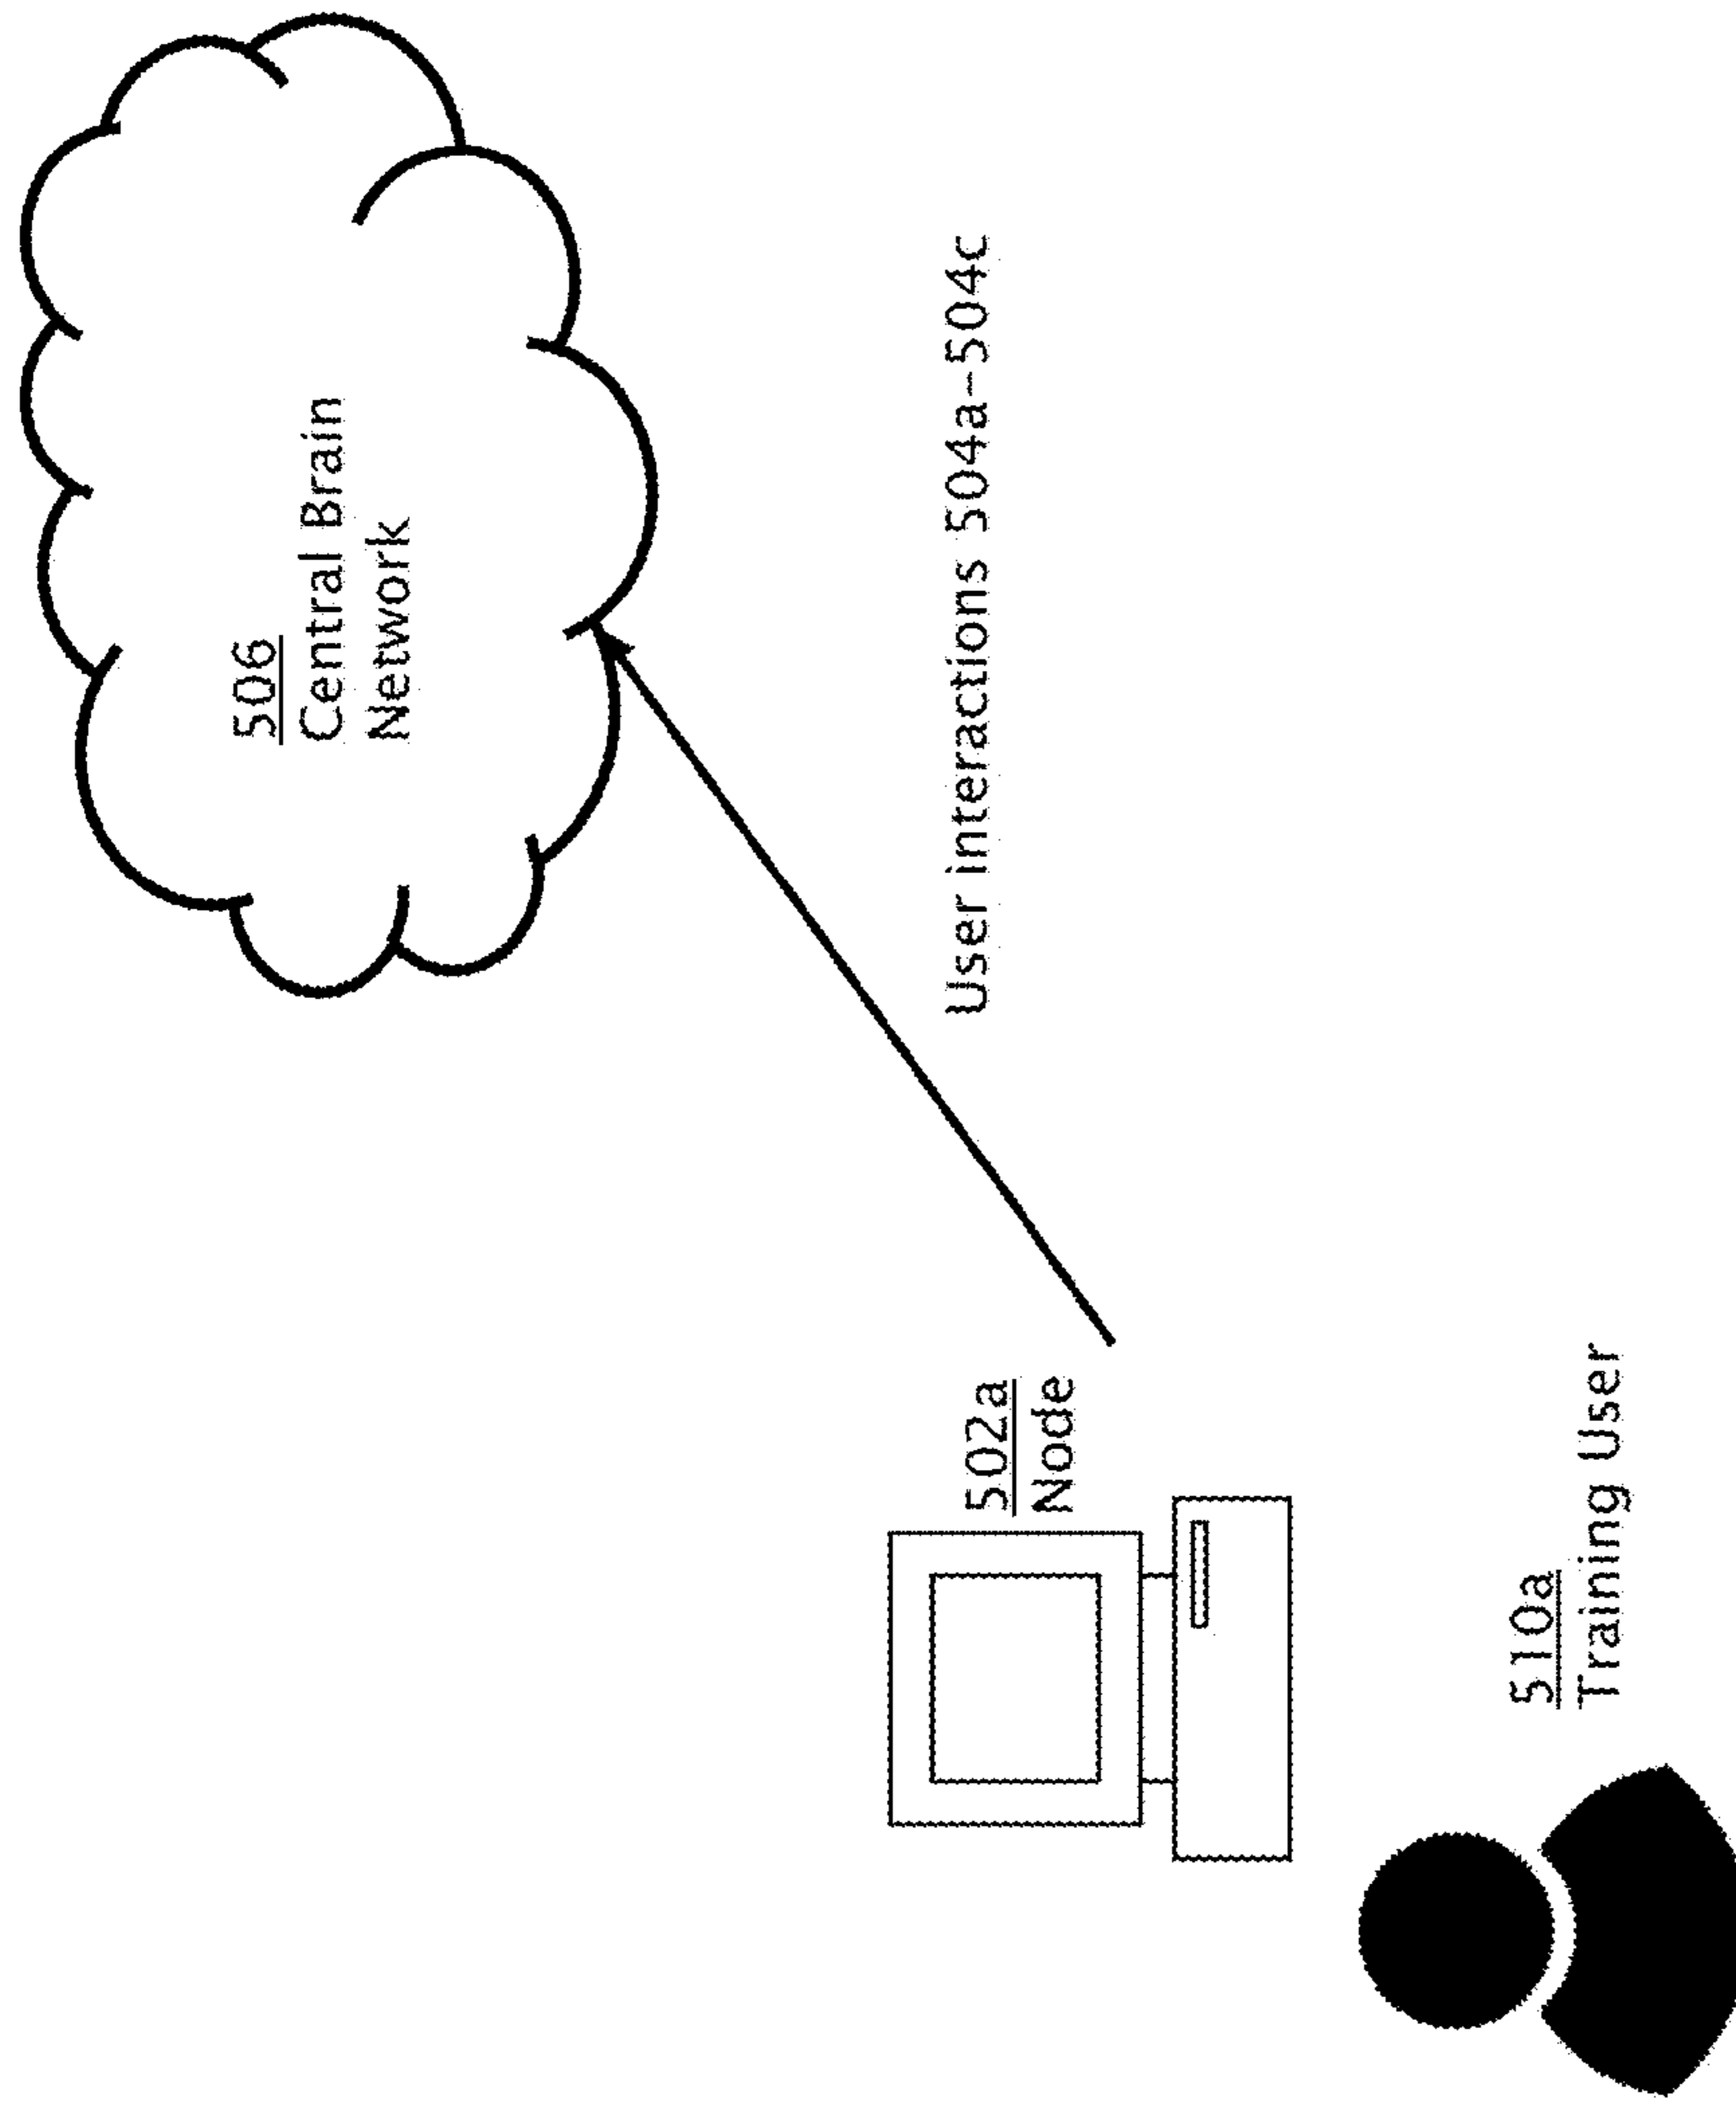 506
Central Brain
Network
User interactions 504a-504c
502a
Node
510a
Training User